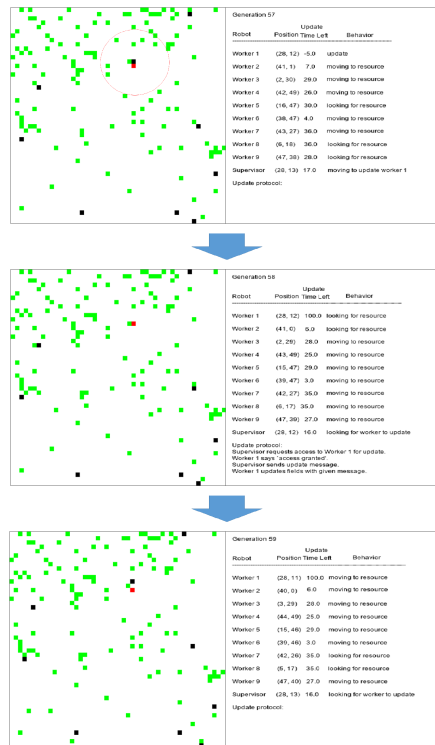 Generation 57
Update
Robot Position Time Left Behavior
Worker 1 (28, 12) -5.0 update
Worker 2 (41, 1) 7.0 moving to resource
Worker 3 (2, 30) 29.0 moving to resource
Worker 4 (42, 49) 26.0 moving to resource
Worker 5 (16, 47) 30.0 looking for resource
Worker 6 (38, 47) 4.0 moving to resource
Worker 7 (43, 27) 36.0 moving to resource
Worker 8 (6, 16) 36.0 looking for resource
Worker 9 (47, 38) 28.0 looking for resource
Supervisor (28, 13) 17.0 moving to update worker 1
Update protocol:
Generation 58
Update
Robot Position Time Left Behavior
Worker 1 (28, 12) 100.0 looking for resource
Worker 2 (41, 0) 6.0 moving to resource
Worker 3 (2, 29) 28.0 moving to resource
Worker 4 (43, 49) 25.0 moving to resource
Worker 5 (15, 47) 29.0 moving to resource
Worker 6 (39, 47) 3.0 moving to resource
Worker 7 (42, 27) 35.0 moving to resource
Worker 8 (6, 17) 35.0 moving to resource
Worker 9 (47, 39) 27.0 moving to resource
Supervisor (28, 12) 16.0 looking for worker to update
Update protocol:
Supervisor requests access to Worker 1 for update.
Worker 1 says 'access granted'.
Supervisor sends update message.
Worker 1 updates fields with given message.
Generation 59
Update
Robot Position Time Left Behavior
Worker 1 (28, 11) 100.0 moving to resource
Worker 2 (40, 0) 6.0 moving to resource
Worker 3 (3, 29) 28.0 moving to resource
Worker 4 (44, 49) 25.0 moving to resource
Worker 5 (15, 46) 29.0 moving to resource
Worker 6 (39, 46) 3.0 moving to resource
Worker 7 (42, 26) 35.0 looking for resource
Worker 8 (5, 17) 35.0 looking for resource
Worker 9 (47, 40) 27.0 moving to resource
Supervisor (28, 13) 16.0 looking for worker to update
Update protocol: